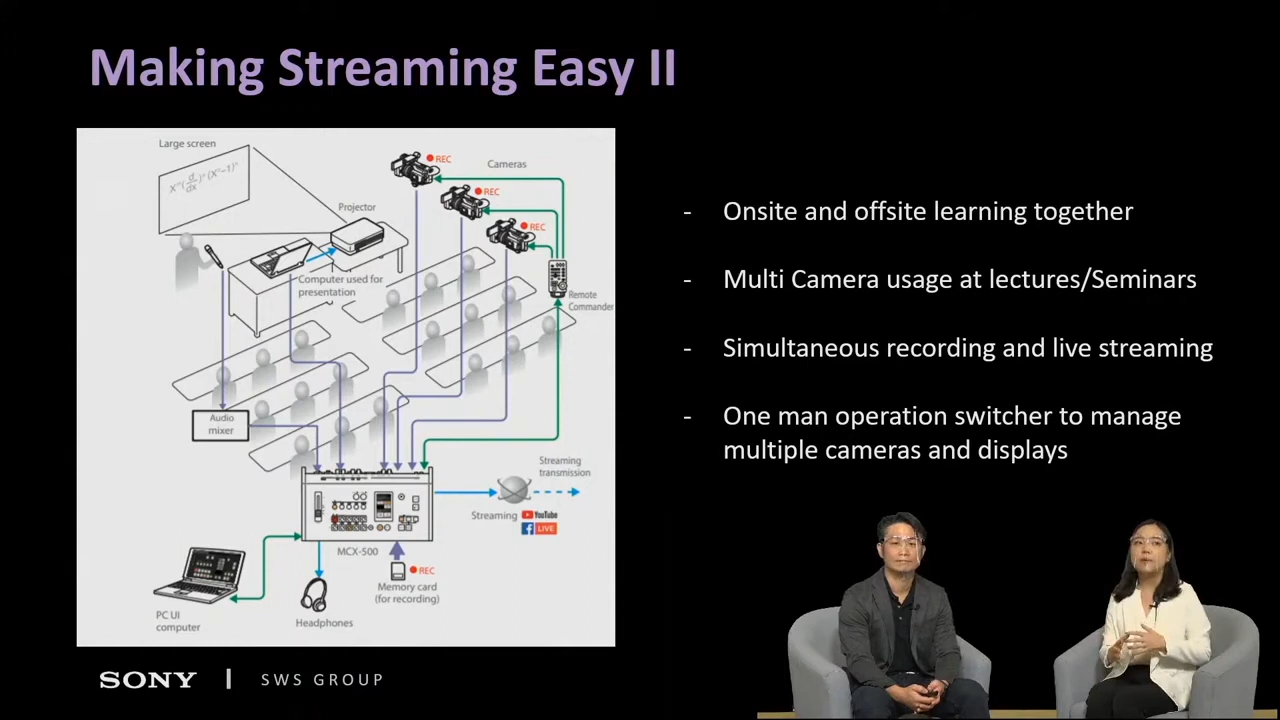 Making Streaming Easy II
Large screen
X^n(d/dx)^n(X^n-1)^n
Projector
REC
Cameras
REC
REC
Computer used for
presentation
Remote
Commander
Audio
mixer
Streaming
transmission
Streaming
YouTube
LIVE
MCX-500
REC
Memory card
(for recording)
PC UI
computer
Headphones
- Onsite and offsite learning together
- Multi Camera usage at lectures/Seminars
- Simultaneous recording and live streaming
- One man operation switcher to manage
multiple cameras and displays
SONY | SWS GROUP